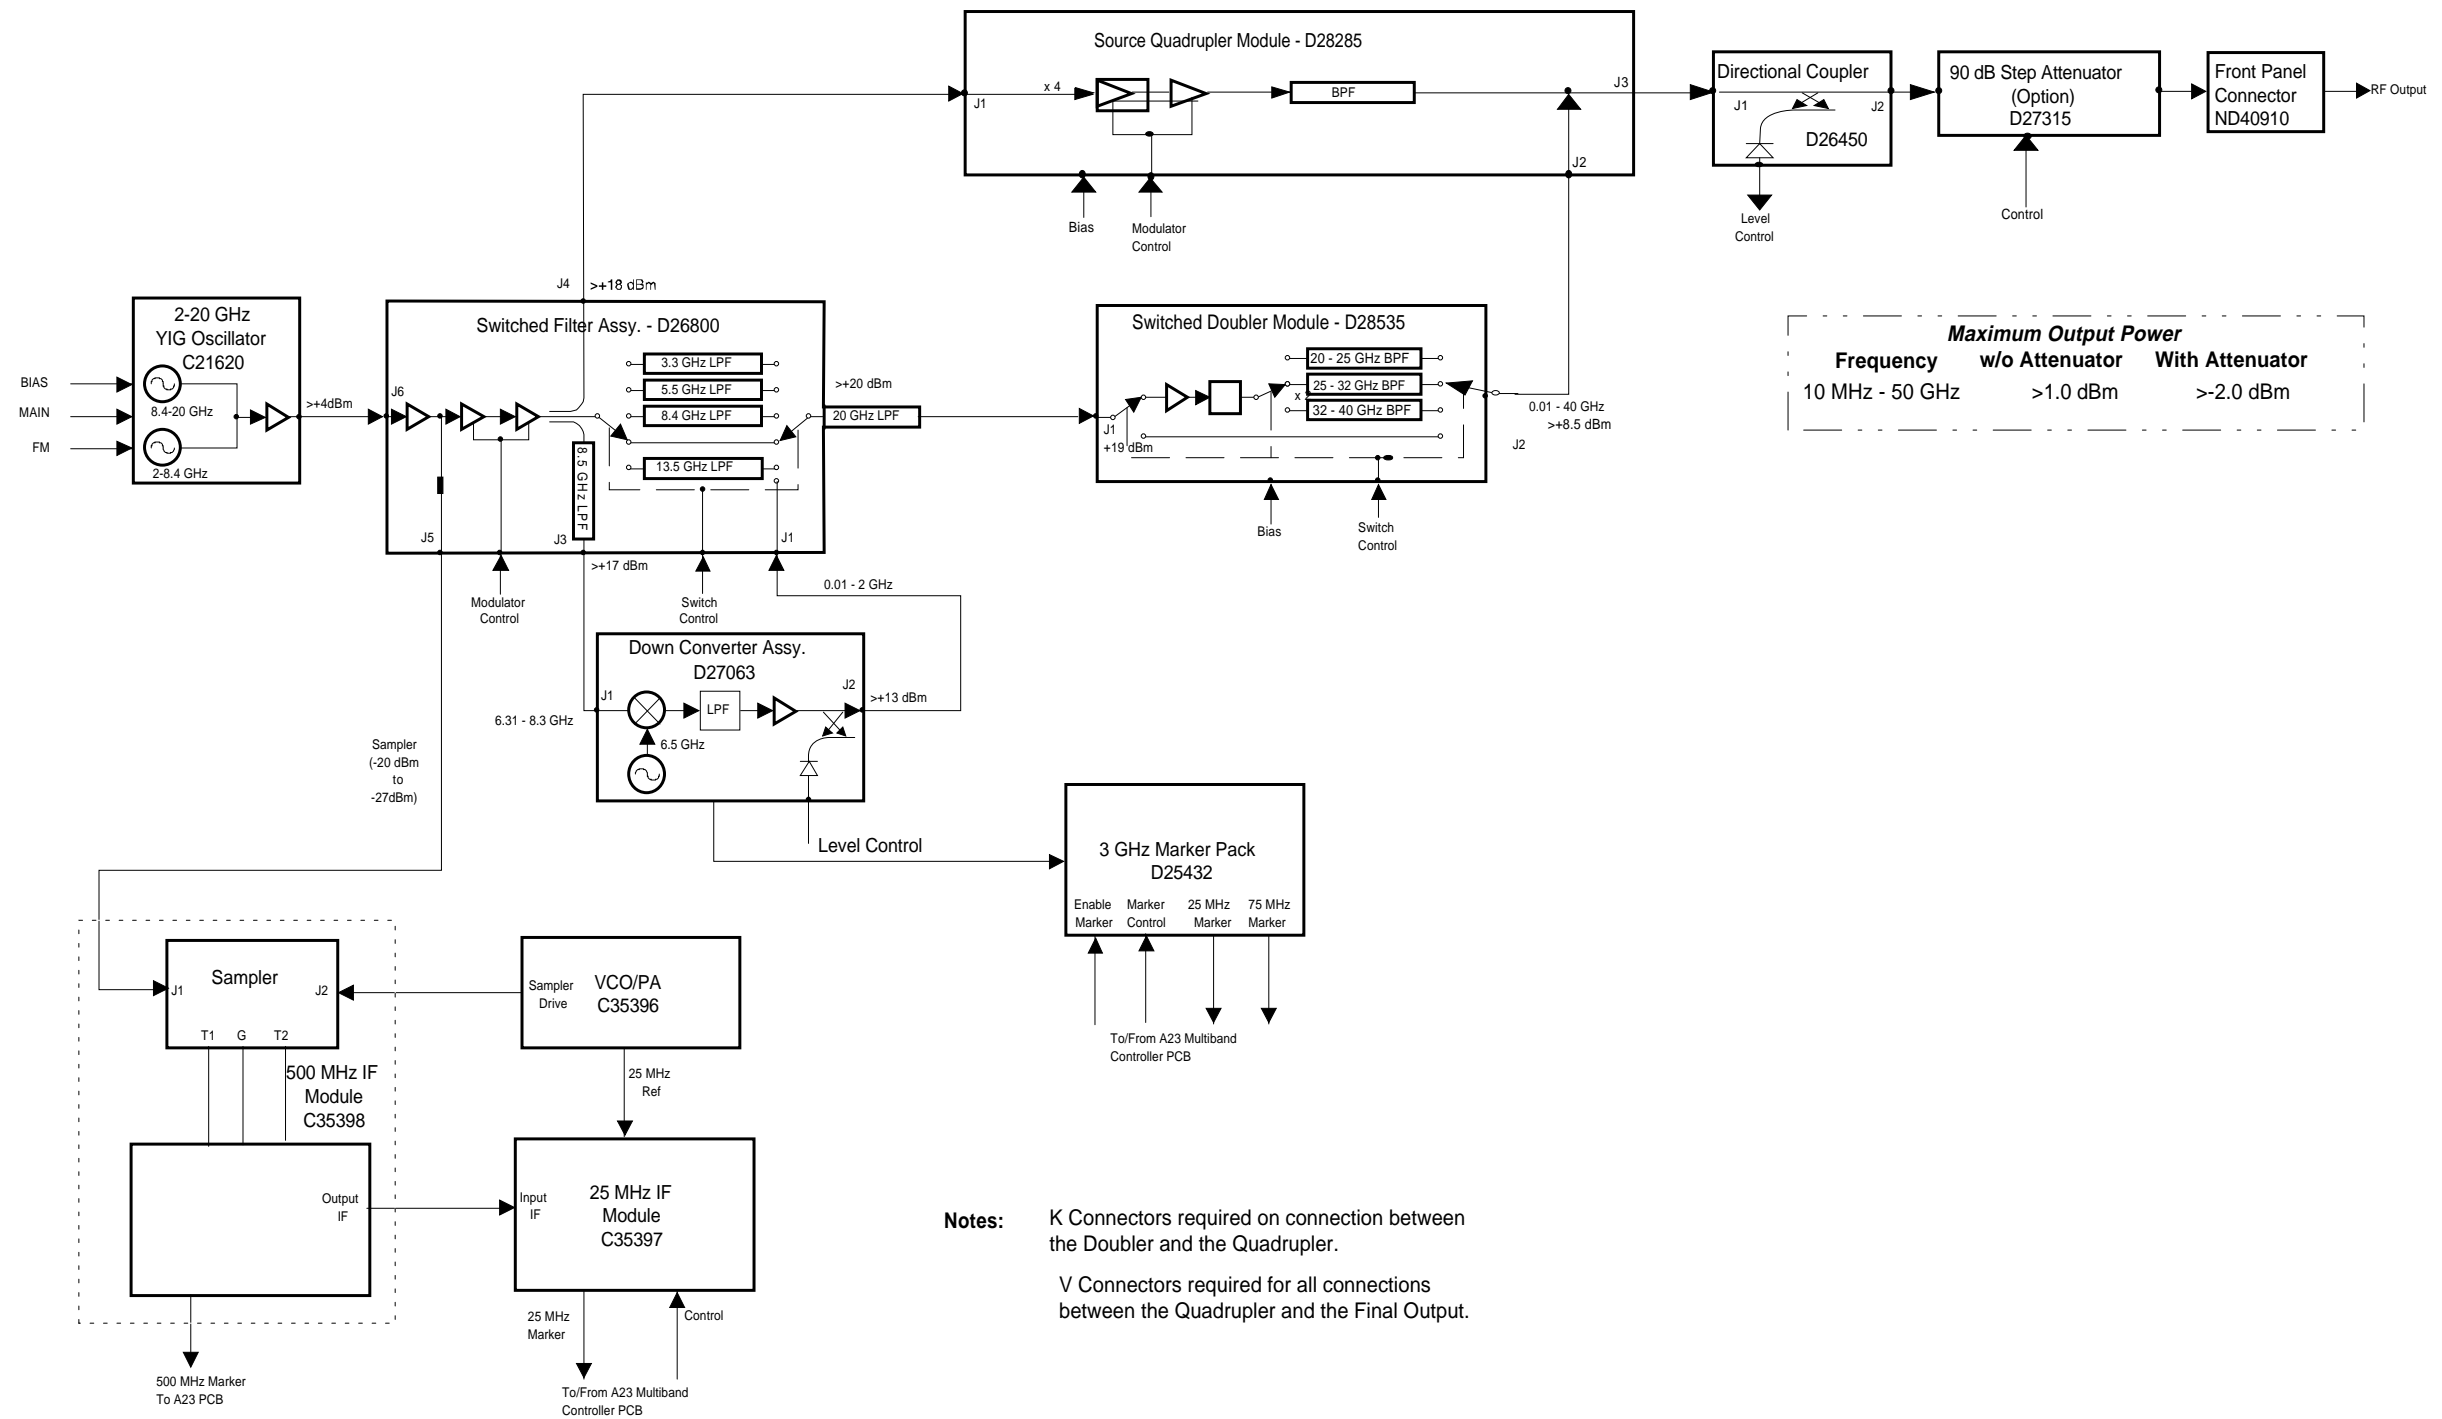 Source Quadrupler Module - D28285
J1
x 4
BPF
J3
J2
Bias
Modulator
Control
Directional Coupler
J1
J2
D26450
Level
Control
90 dB Step Attenuator
(Option)
D27315
Control
Front Panel
Connector
ND40910
RF Output
2-20 GHz
YIG Oscillator
C21620
BIAS
MAIN
FM
8.4-20 GHz
2-8.4 GHz
>+4dBm
J4
>+18 dBm
Switched Filter Assy. - D26800
J6
3.3 GHz LPF
5.5 GHz LPF
8.4 GHz LPF
13.5 GHz LPF
8.5 GHz LPF
>+20 dBm
20 GHz LPF
J5
J3
J1
>+17 dBm
Modulator
Control
Switch
Control
0.01 - 2 GHz
Switched Doubler Module - D28535
20 - 25 GHz BPF
25 - 32 GHz BPF
x
32 - 40 GHz BPF
J1
+19 dBm
0.01 - 40 GHz
>+8.5 dBm
J2
Bias
Switch
Control
Maximum Output Power
Frequency w/o Attenuator With Attenuator
10 MHz - 50 GHz >1.0 dBm >-2.0 dBm
Down Converter Assy.
D27063
J1
J2
LPF
6.5 GHz
>+13 dBm
6.31 - 8.3 GHz
Level Control
Sampler
(-20 dBm
to
-27dBm)
3 GHz Marker Pack
D25432
Enable
Marker
Marker
Control
25 MHz
Marker
75 MHz
Marker
To/From A23 Multiband
Controller PCB
Sampler
J1
J2
T1 G T2
500 MHz IF
Module
C35398
Output
IF
500 MHz Marker
To A23 PCB
Sampler
Drive
VCO/PA
C35396
25 MHz
Ref
Input
IF
25 MHz IF
Module
C35397
25 MHz
Marker
Control
To/From A23 Multiband
Controller PCB
Notes: K Connectors required on connection between
the Doubler and the Quadrupler.
V Connectors required for all connections
between the Quadrupler and the Final Output.